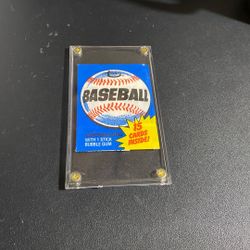 BASEBALL
WITH 1 STICK
BUBBLE GUM
15
CARDS
INSIDE!